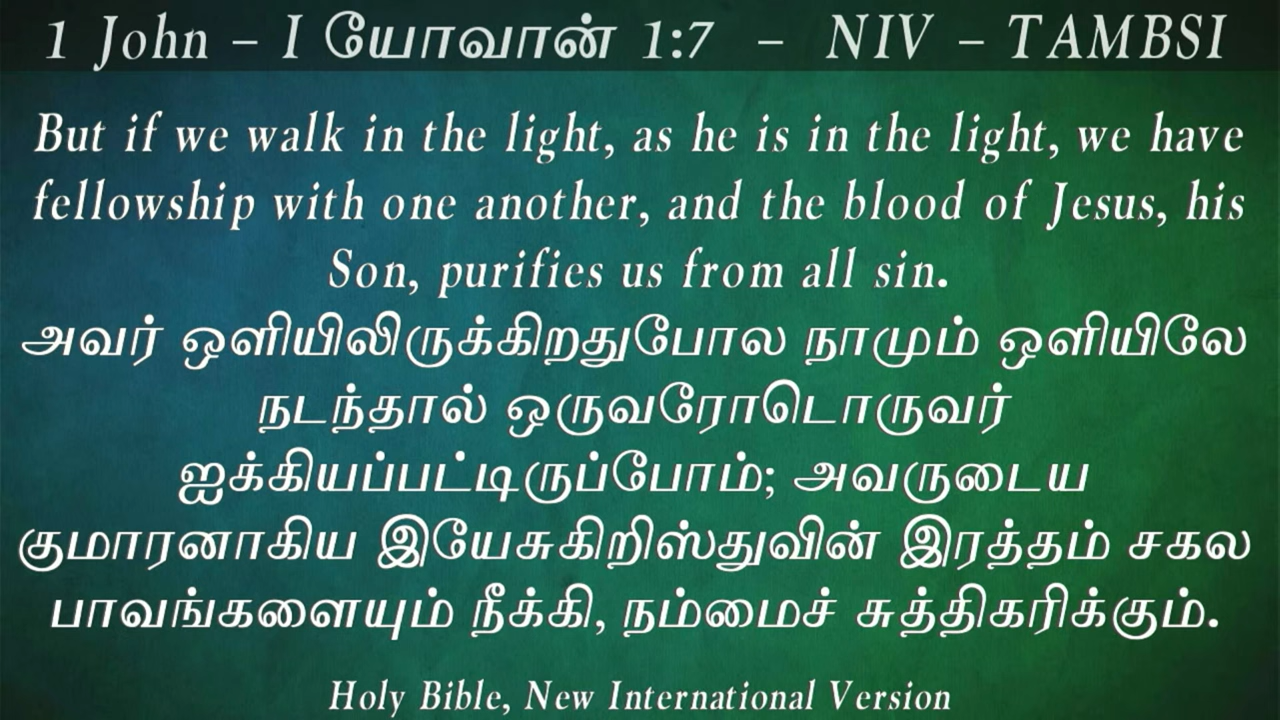 1 John – I யோவான் 1:7 – NIV – TAMBSI
But if we walk in the light, as he is in the light, we have
fellowship with one another, and the blood of Jesus, his
Son, purifies us from all sin.
அவர் ஒளியிலிருக்கிறதுபோல நாமும் ஒளியிலே
நடந்தால் ஒருவரோடொருவர்
ஐக்கியப்பட்டிருப்போம்; அவருடைய
குமாரனாகிய இயேசுகிறிஸ்துவின் இரத்தம் சகல
பாவங்களையும் நீக்கி, நம்மைச் சுத்திகரிக்கும்.
Holy Bible, New International Version